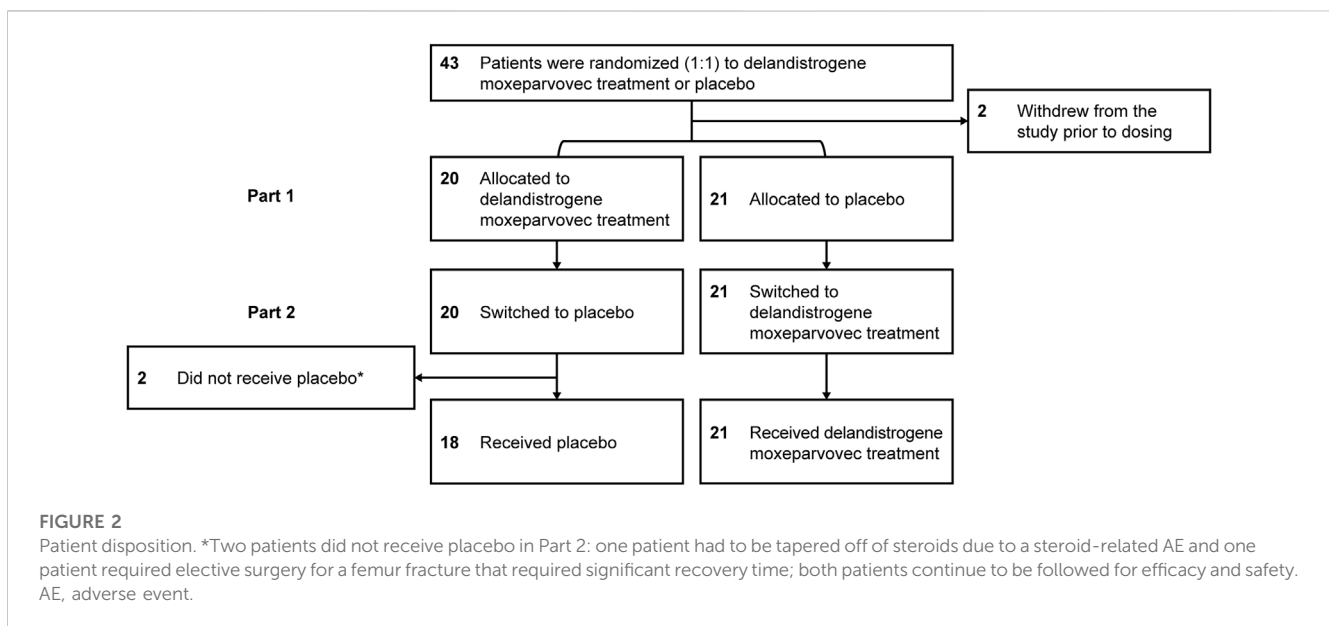 43 Patients were randomized (1:1) to delandistrogene
moxeparvovec treatment or placebo
2 Withdrew from the
study prior to dosing
Part 1
20 Allocated to
delandistrogene
moxeparvovec treatment
21 Allocated to placebo
Part 2
20 Switched to placebo
21 Switched to
delandistrogene
moxeparvovec treatment
2 Did not receive placebo*
18 Received placebo
21 Received delandistrogene
moxeparvovec treatment
FIGURE 2
Patient disposition. *Two patients did not receive placebo in Part 2: one patient had to be tapered off of steroids due to a steroid-related AE and one
patient required elective surgery for a femur fracture that required significant recovery time; both patients continue to be followed for efficacy and safety.
AE, adverse event.